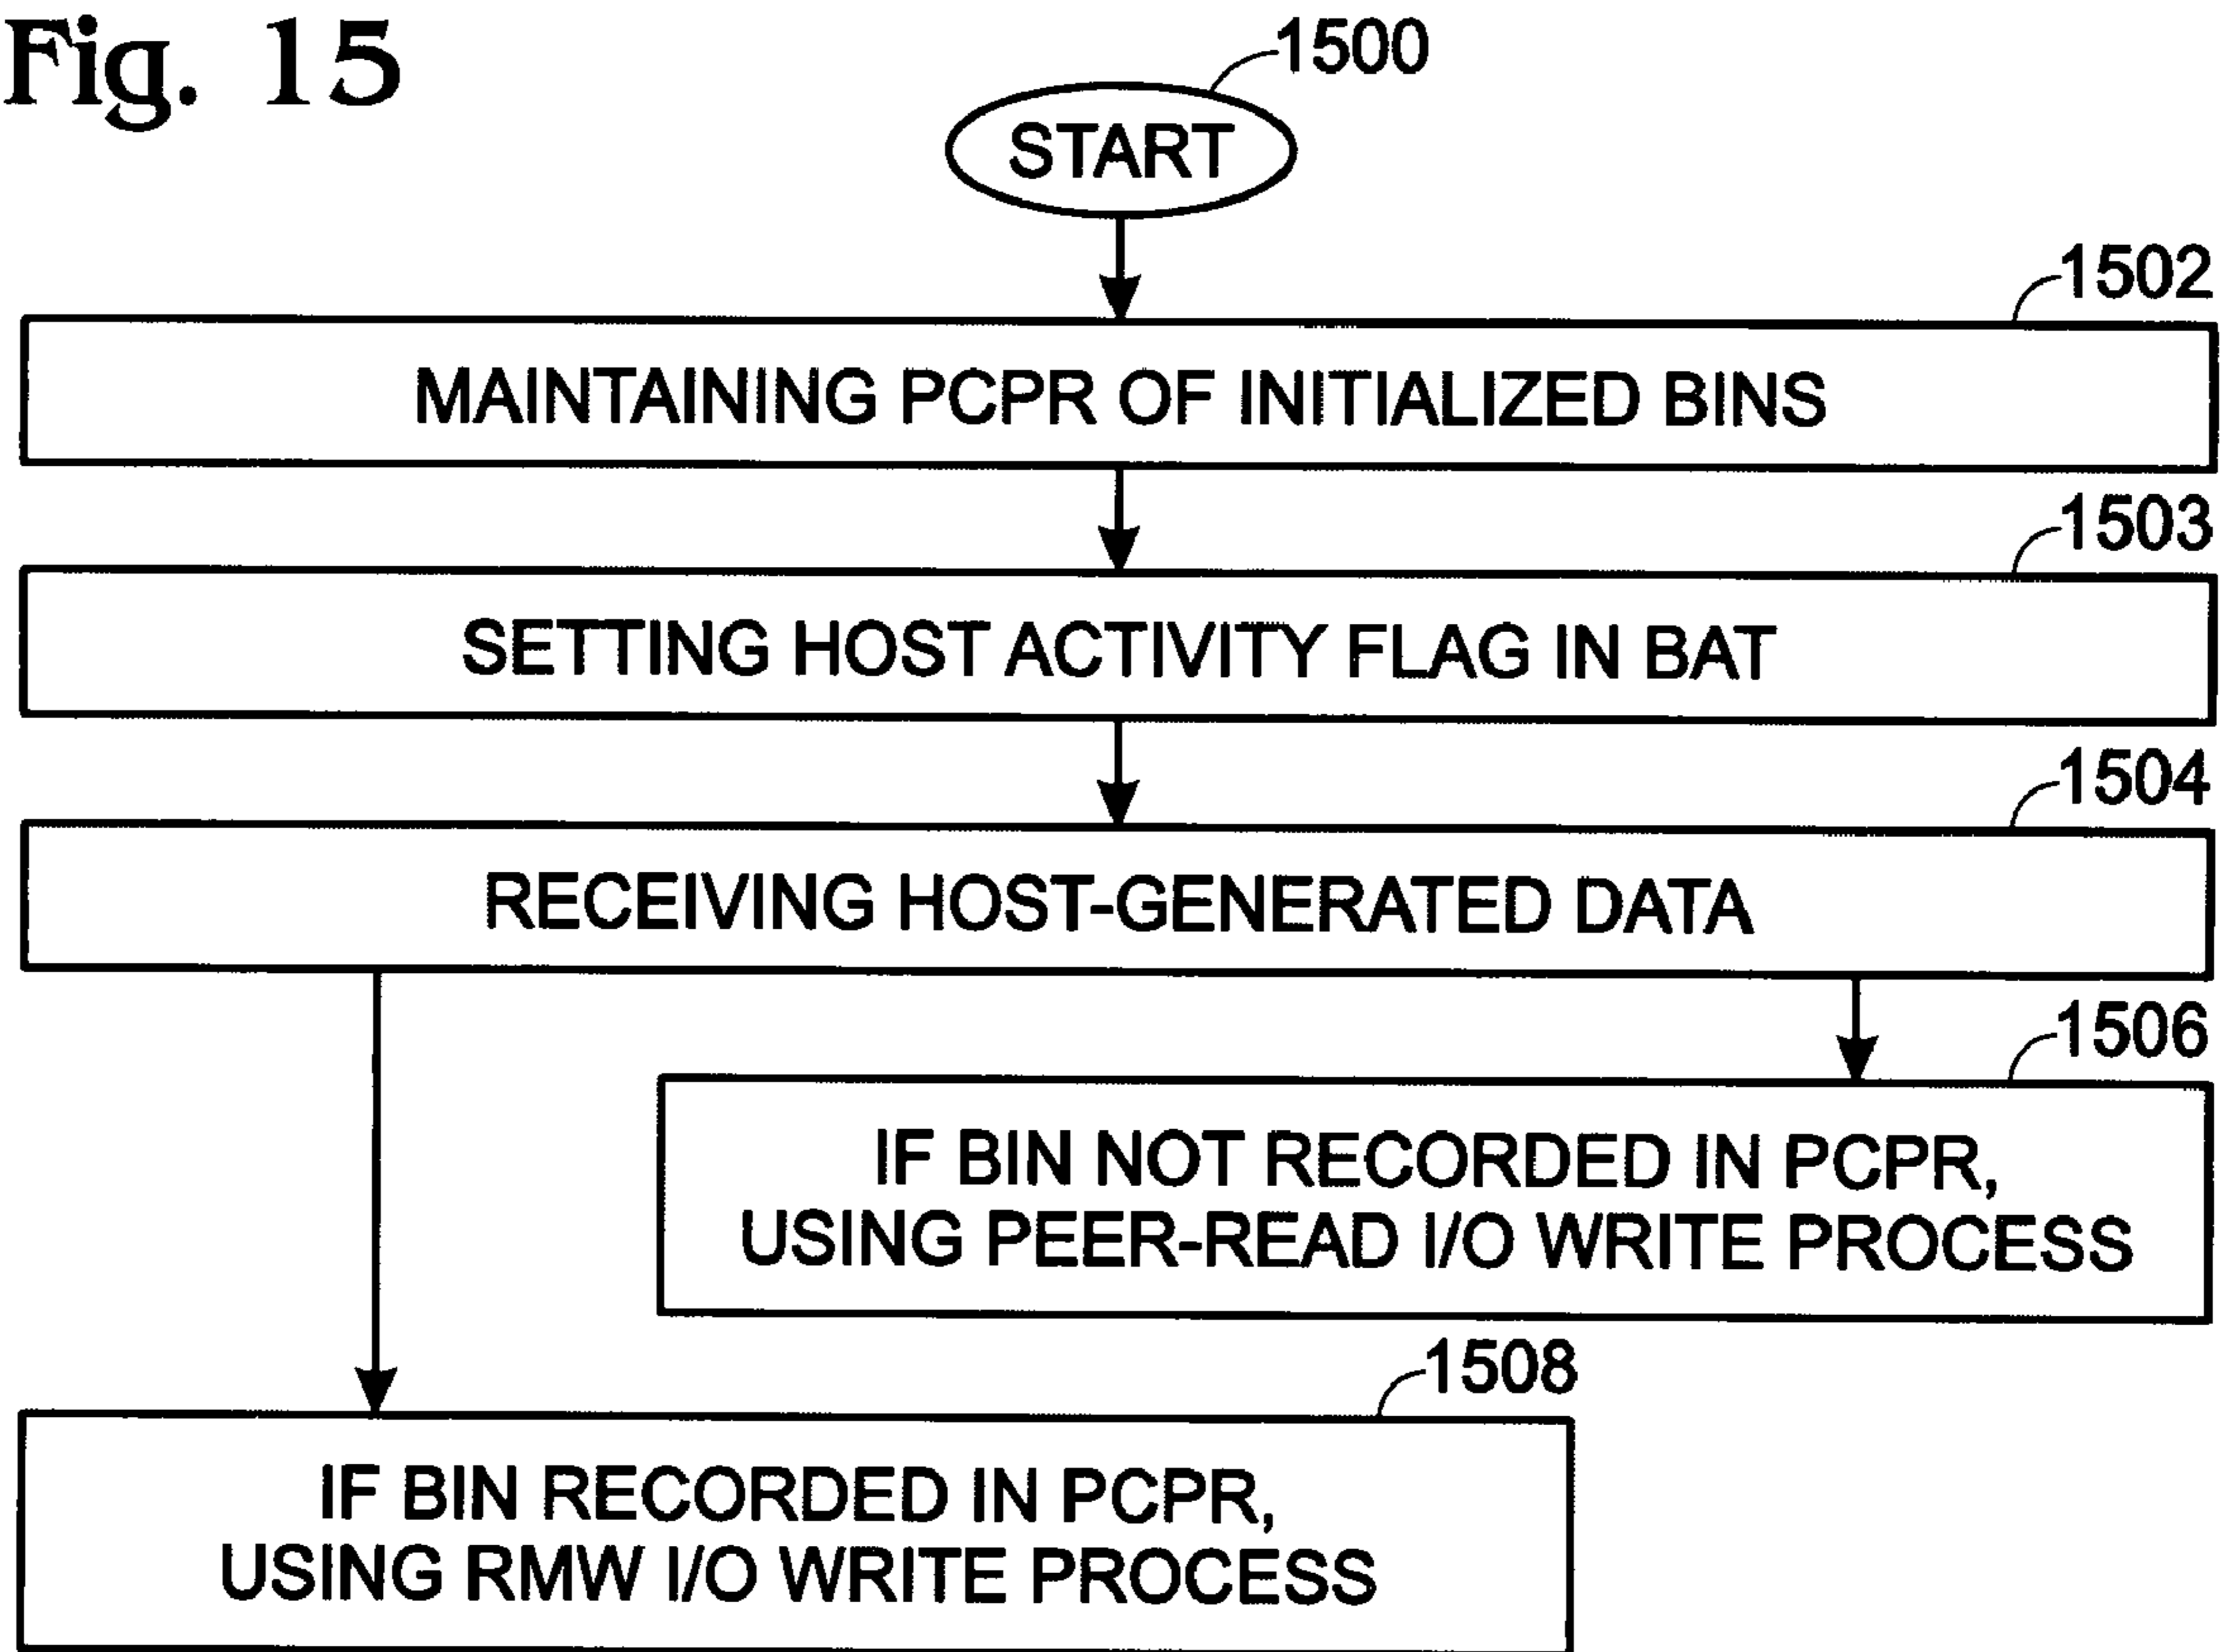 Fig. 15
1500
START
1502
MAINTAINING PCPR OF INITIALIZED BINS
1503
SETTING HOST ACTIVITY FLAG IN BAT
1504
RECEIVING HOST-GENERATED DATA
1506
IF BIN NOT RECORDED IN PCPR,
USING PEER-READ I/O WRITE PROCESS
1508
IF BIN RECORDED IN PCPR,
USING RMW I/O WRITE PROCESS